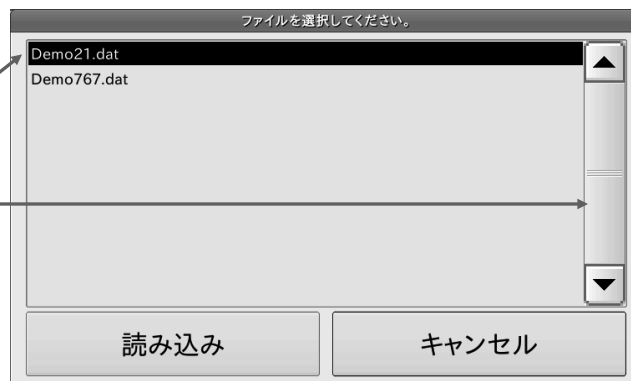 ファイルを選択してください。
Demo21.dat
Demo767.dat
読み込み
キャンセル